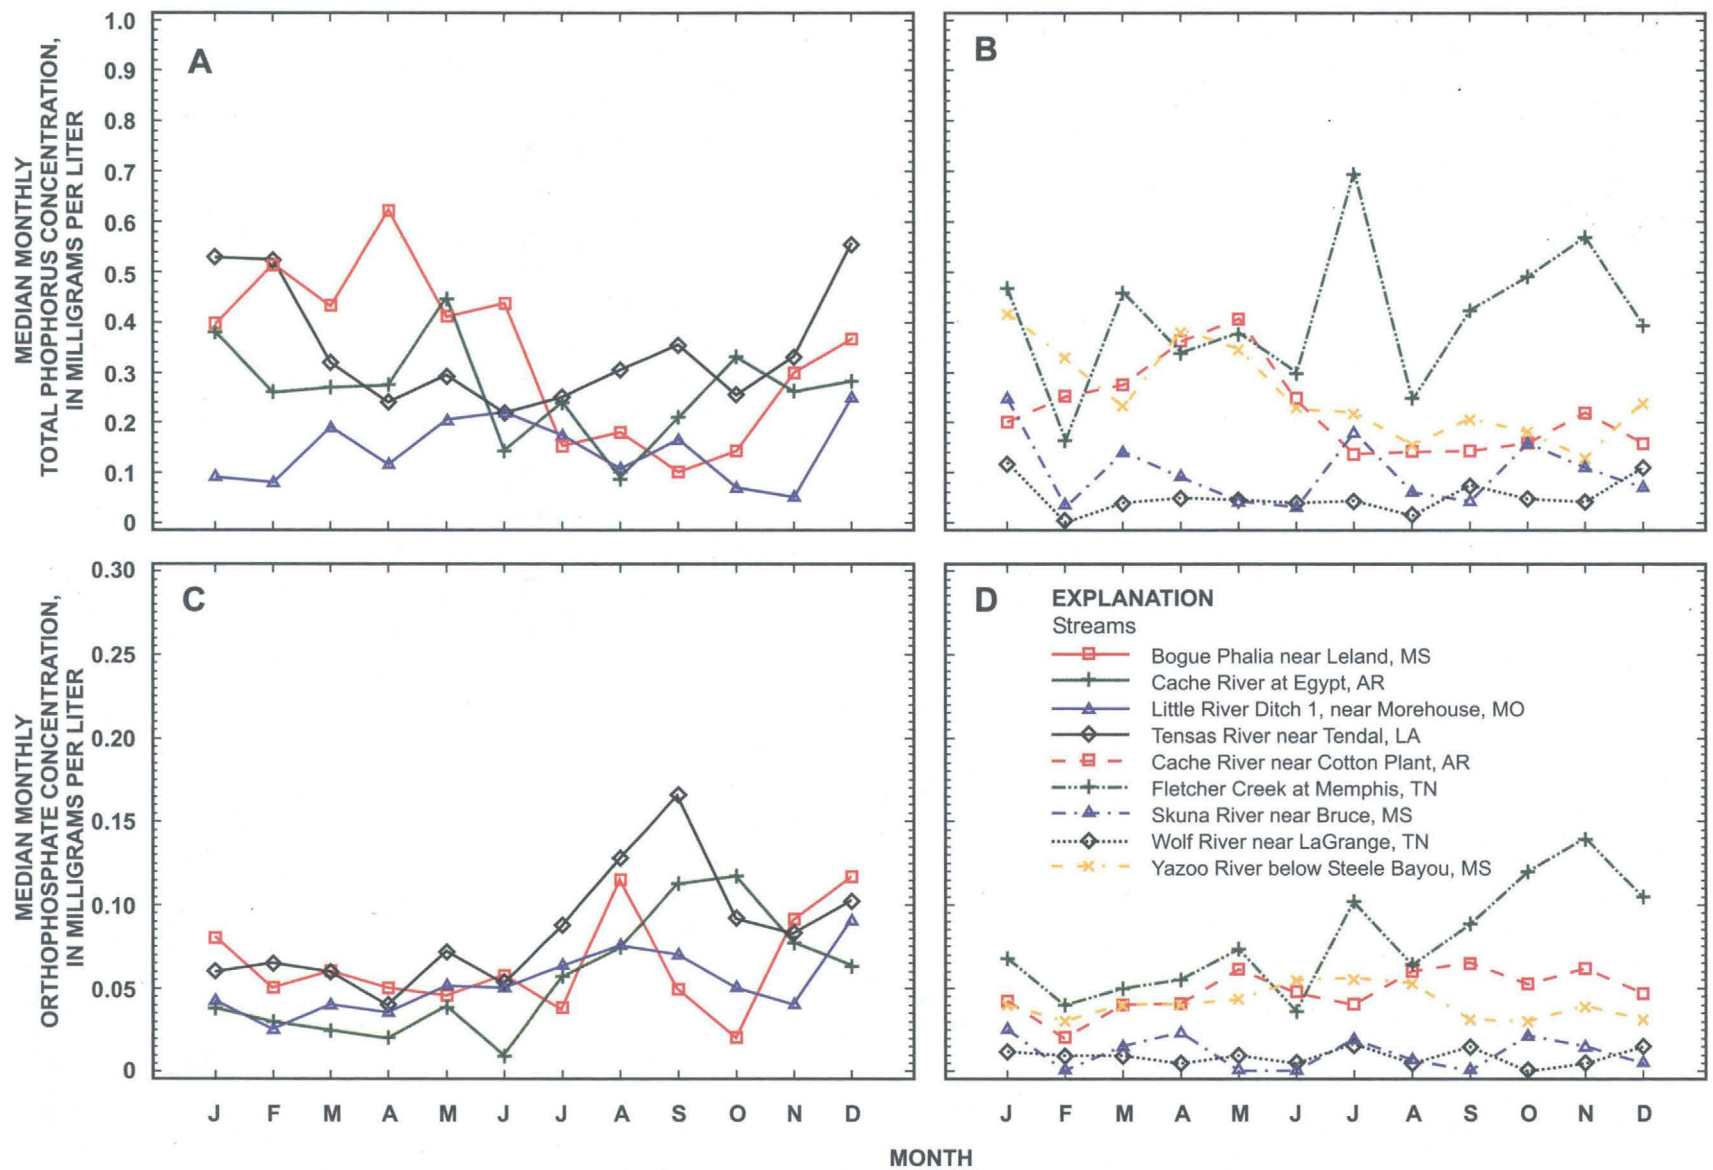 MEDIAN MONTHLY
TOTAL PHOPHORUS CONCENTRATION,
IN MILLIGRAMS PER LITER
1.0
0.9
0.8
0.7
0.6
0.5
0.4
0.3
0.2
0.1
0
A
B
MEDIAN MONTHLY
ORTHOPHOSPHATE CONCENTRATION,
IN MILLIGRAMS PER LITER
0.30
0.25
0.20
0.15
0.10
0.05
0
C
D
EXPLANATION
Streams
Bogue Phalia near Leland, MS
Cache River at Egypt, AR
Little River Ditch 1, near Morehouse, MO
Tensas River near Tendal, LA
Cache River near Cotton Plant, AR
Fletcher Creek at Memphis, TN
Skuna River near Bruce, MS
Wolf River near LaGrange, TN
Yazoo River below Steele Bayou, MS
J F M A M J J A S O N D
J F M A M J J A S O N D
MONTH